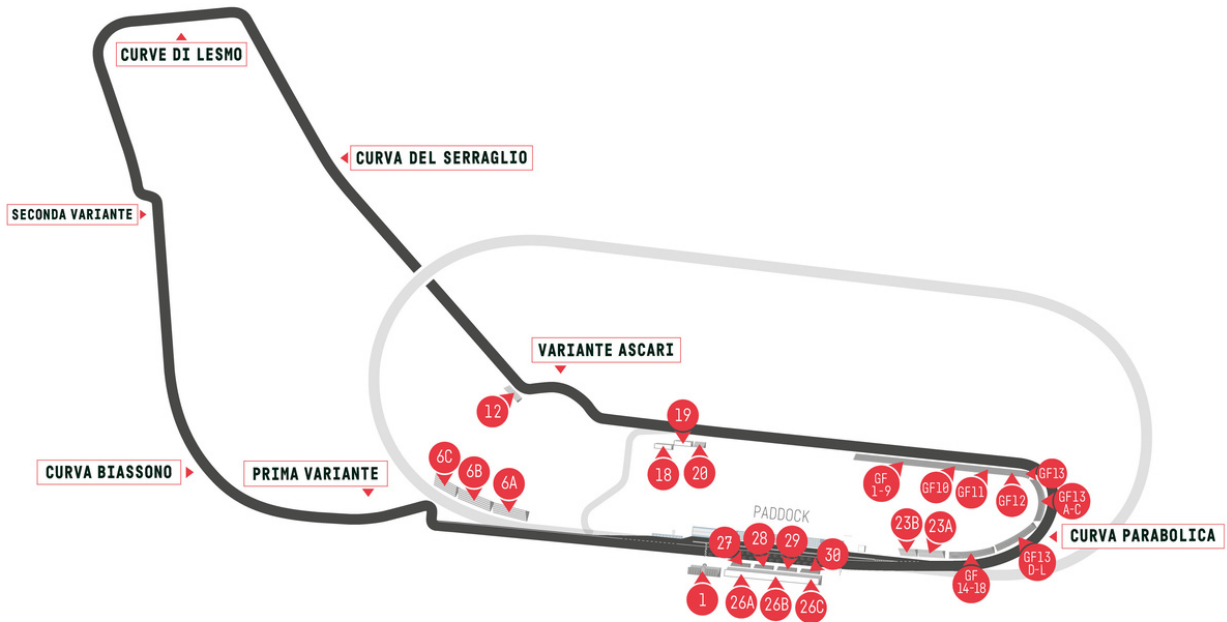 CURVE DI LESMO
CURVA DEL SERRAGLIO
SECONDA VARIANTE
VARIANTE ASCARI
12
19
18
20
6C
6B
6A
CURVA BIASSONO
PRIMA VARIANTE
GF
1-9
GF10
GF11
GF12
GF13
GF13
A-C
PADDOCK
23B
23A
CURVA PARABOLICA
GF13
D-L
GF
14-18
27
28
29
30
1
26A
26B
26C